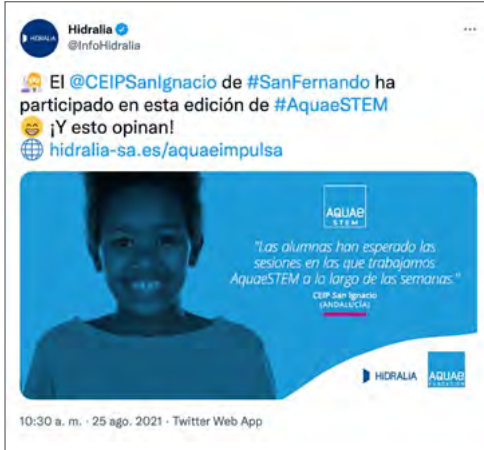 HIDRALIA
Hidralia
@InfoHidralia
El @CEIPSanIgnacio de #SanFernando ha
participado en esta edición de #AquaeSTEM
¡Y esto opinan!
hidralia-sa.es/aquaeimpulsa
AQUAE
STEM
"Las alumnas han esperado las
sesiones en las que trabajamos
AquaeSTEM a lo largo de las semanas."
CEIP San Ignacio
(ANDALUCÍA)
HIDRALIA
AQUAE
FUNDACIÓN
10:30 a. m. · 25 ago. 2021 · Twitter Web App